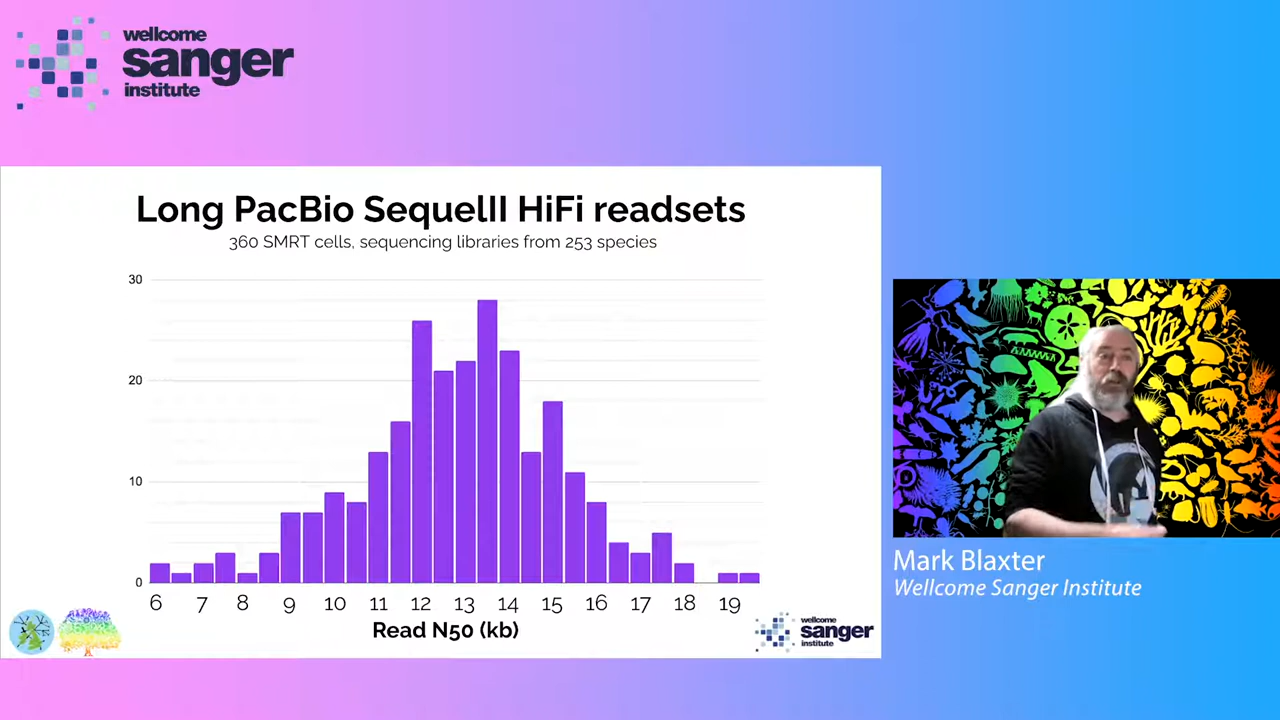 wellcome
sanger
institute
Long PacBio SequelII HiFi readsets
360 SMRT cells, sequencing libraries from 253 species
30
20
10
0
6 7 8 9 10 11 12 13 14 15 16 17 18 19
Read N50 (kb)
wellcome
sanger
institute
Mark Blaxter
Wellcome Sanger Institute